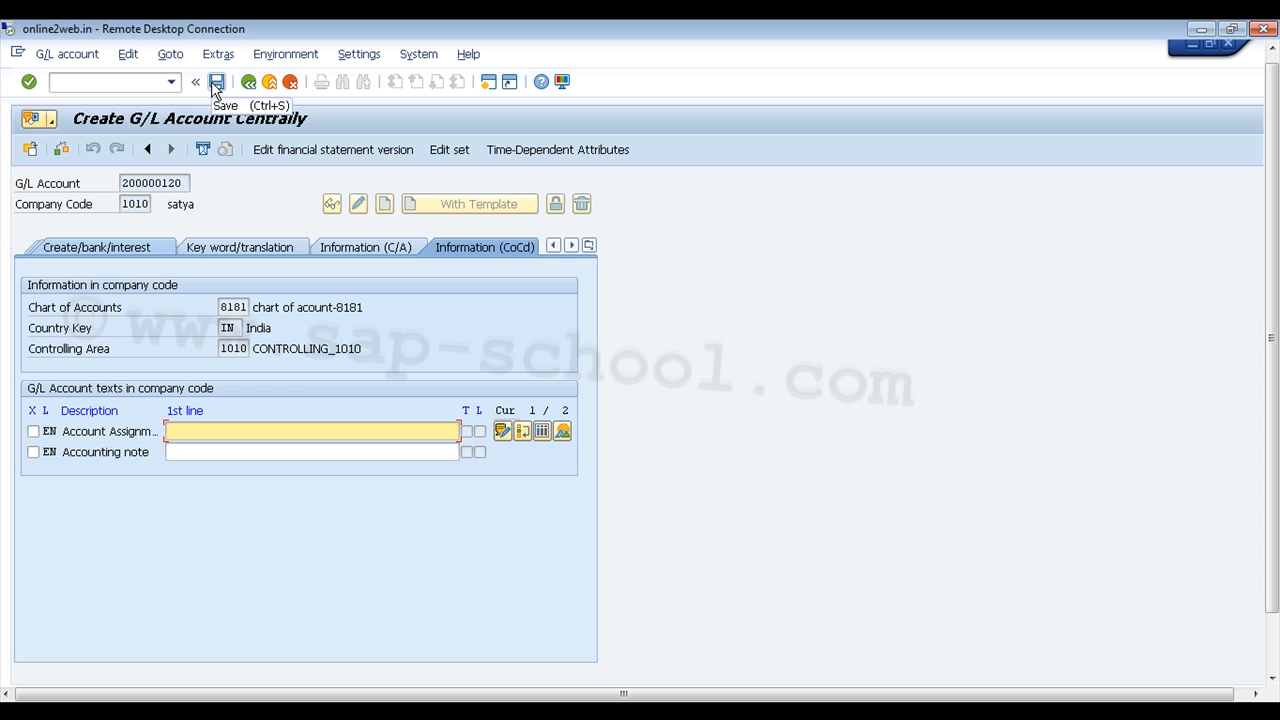 online2web.in - Remote Desktop Connection
G/L account Edit Goto Extras Environment Settings System Help
Save (Ctrl+S)
Create G/L Account Centrally
Edit financial statement version Edit set Time-Dependent Attributes
G/L Account 200000120
Company Code 1010 satya With Template
Create/bank/interest Key word/translation Information (C/A) Information (CoCd)
Information in company code
Chart of Accounts 8181 chart of acount-8181
Country Key IN India
Controlling Area 1010 CONTROLLING_1010
© www.sap-school.com
G/L Account texts in company code
X L Description 1st line T L Cur 1 / 2
EN Account Assignm...
EN Accounting note